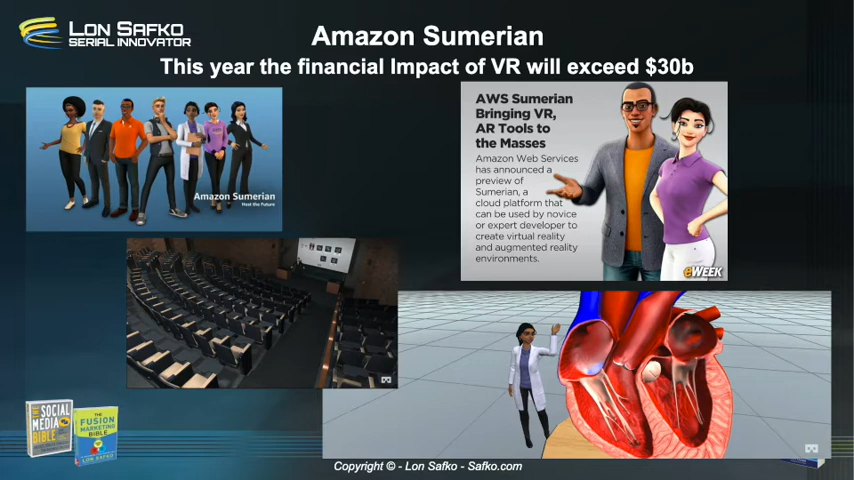 LON SAFKO
SERIAL INNOVATOR
Amazon Sumerian
This year the financial Impact of VR will exceed $30b
Amazon Sumerian
Meet the Future
AWS Sumerian
Bringing VR,
AR Tools to
the Masses
Amazon Web Services
has announced a
preview of
Sumerian, a
cloud platform that
can be used by novice
or expert developer to
create virtual reality
and augmented reality
environments.
eWEEK
THE
SOCIAL
MEDIA
BIBLE
THE
FUSION
MARKETING
BIBLE
LON SAFKO
Copyright © - Lon Safko - Safko.com